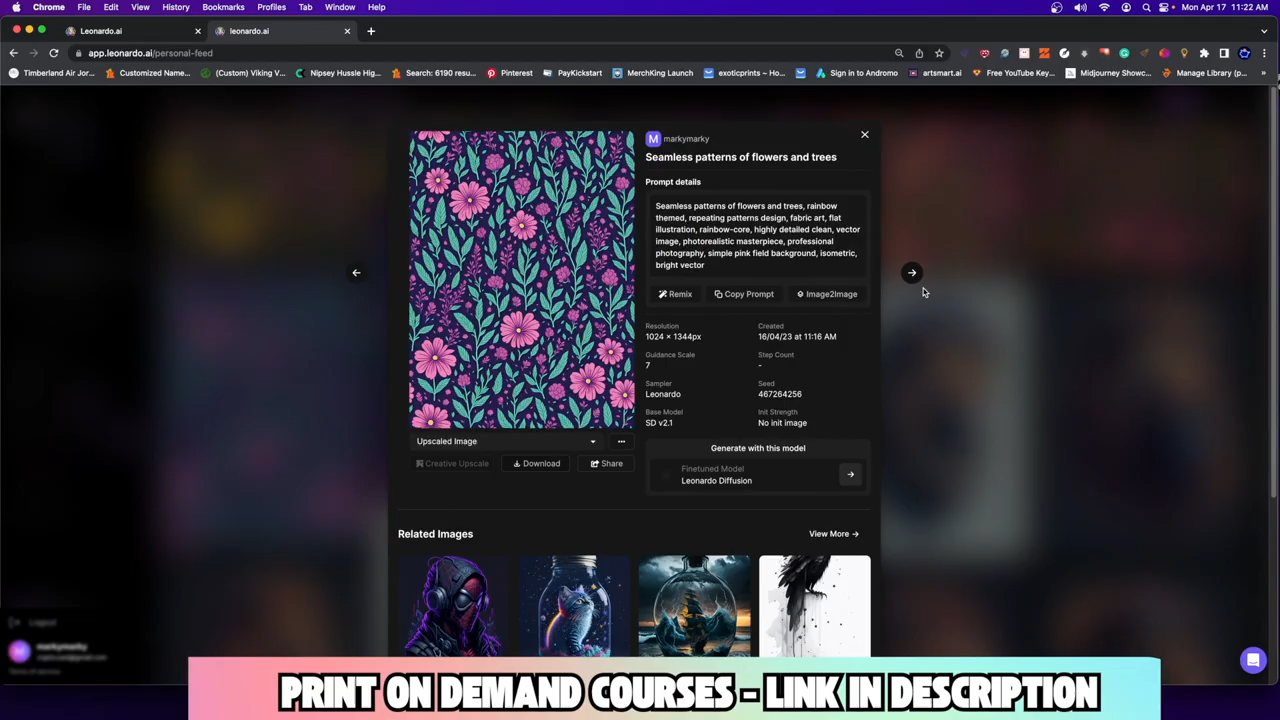 Chrome File Edit View History Bookmarks Profiles Tab Window Help Mon Apr 17 11:22 AM
Leonardo.ai leonardo.ai
app.leonardo.ai/personal-feed
Timberland Air Jor... Customized Name... (Custom) Viking V... Nipsey Hussle Hig... Search: 6190 resu... Pinterest PayKickstart MerchKing Launch exoticprints – Ho... Sign in to Andromo artsmart.ai Free YouTube Key... Midjourney Showc... Manage Library (p...
M markymarky
Seamless patterns of flowers and trees
Prompt details
Seamless patterns of flowers and trees, rainbow
themed, repeating patterns design, fabric art, flat
illustration, rainbow-core, highly detailed clean, vector
image, photorealistic masterpiece, professional
photography, simple pink field background, isometric,
bright vector
Remix Copy Prompt Image2Image
Resolution Created
1024 × 1344px 16/04/23 at 11:16 AM
Guidance Scale Step Count
7 -
Sampler Seed
Leonardo 467264256
Base Model Init Strength
SD v2.1 No init image
Upscaled Image
Generate with this model
Creative Upscale Download Share
Finetuned Model
Leonardo Diffusion
Related Images View More
Logout
markymarky
Terms of service
PRINT ON DEMAND COURSES - LINK IN DESCRIPTION